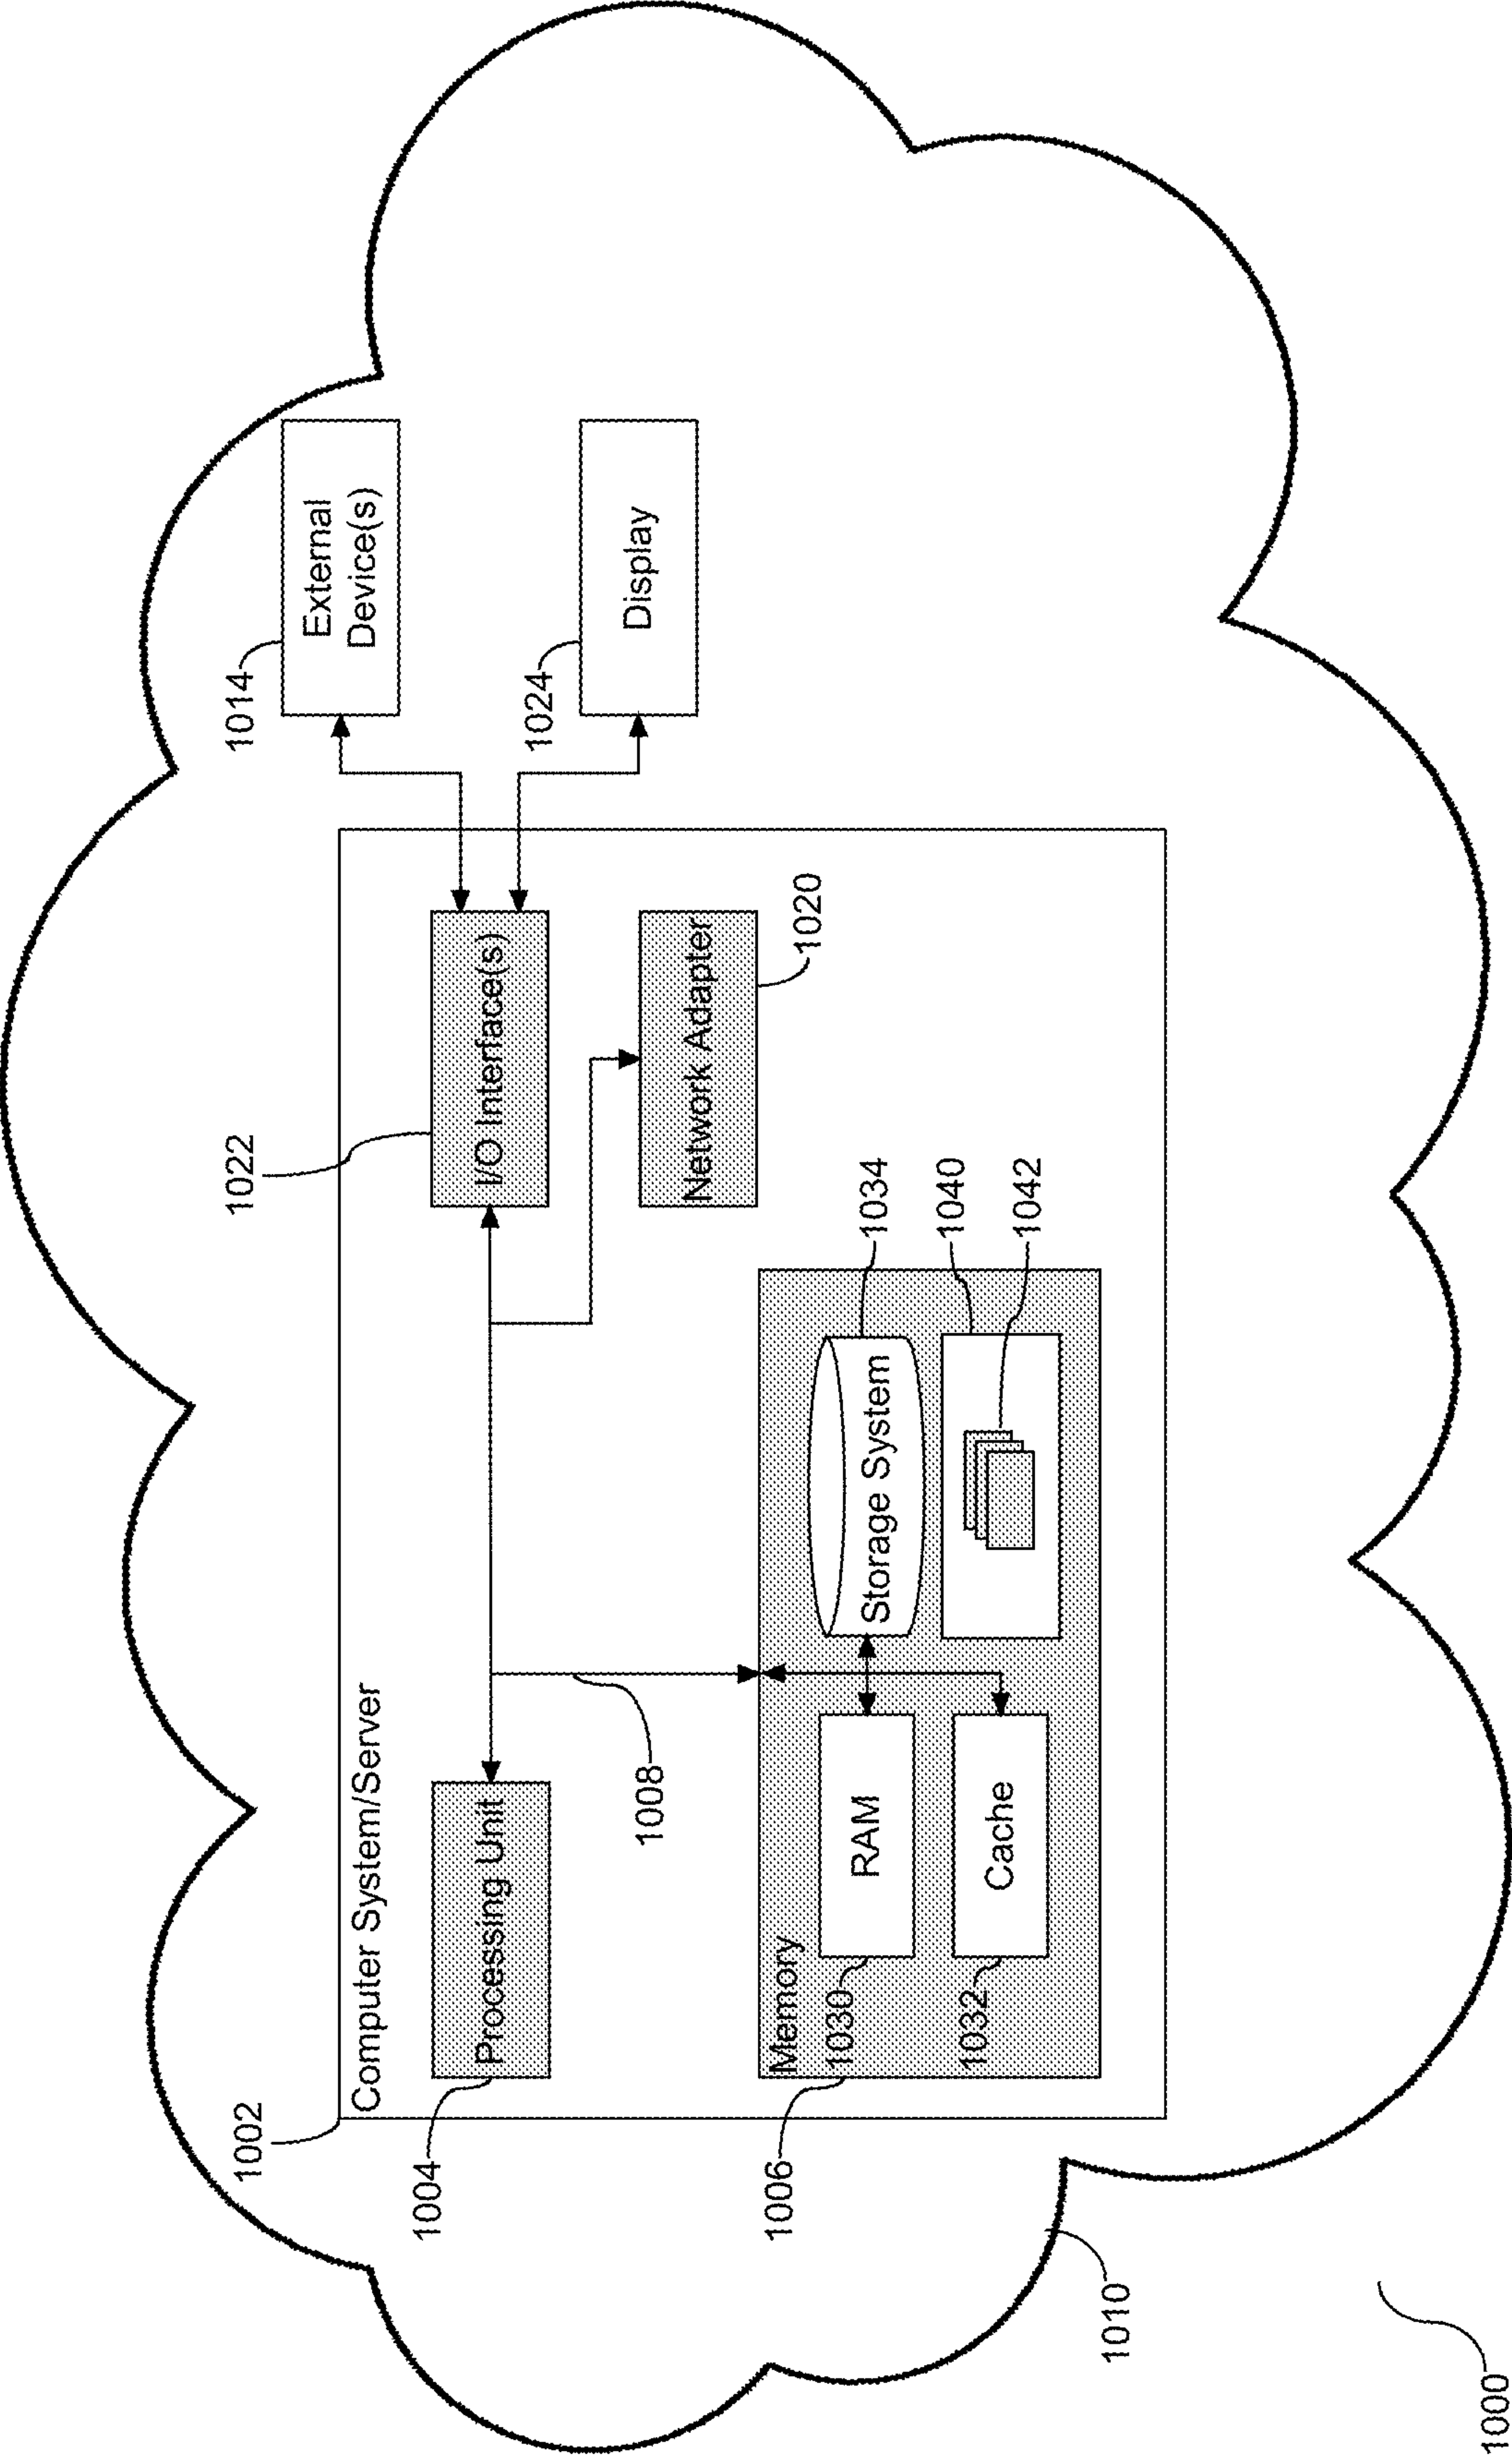 1002
Computer System/Server
1004
Processing Unit
1022
I/O Interface(s)
1014
External
Device(s)
1024
Display
1008
Network Adapter
1020
1006
Memory
1030
RAM
1032
Cache
Storage System
1034
1040
1042
1010
1000